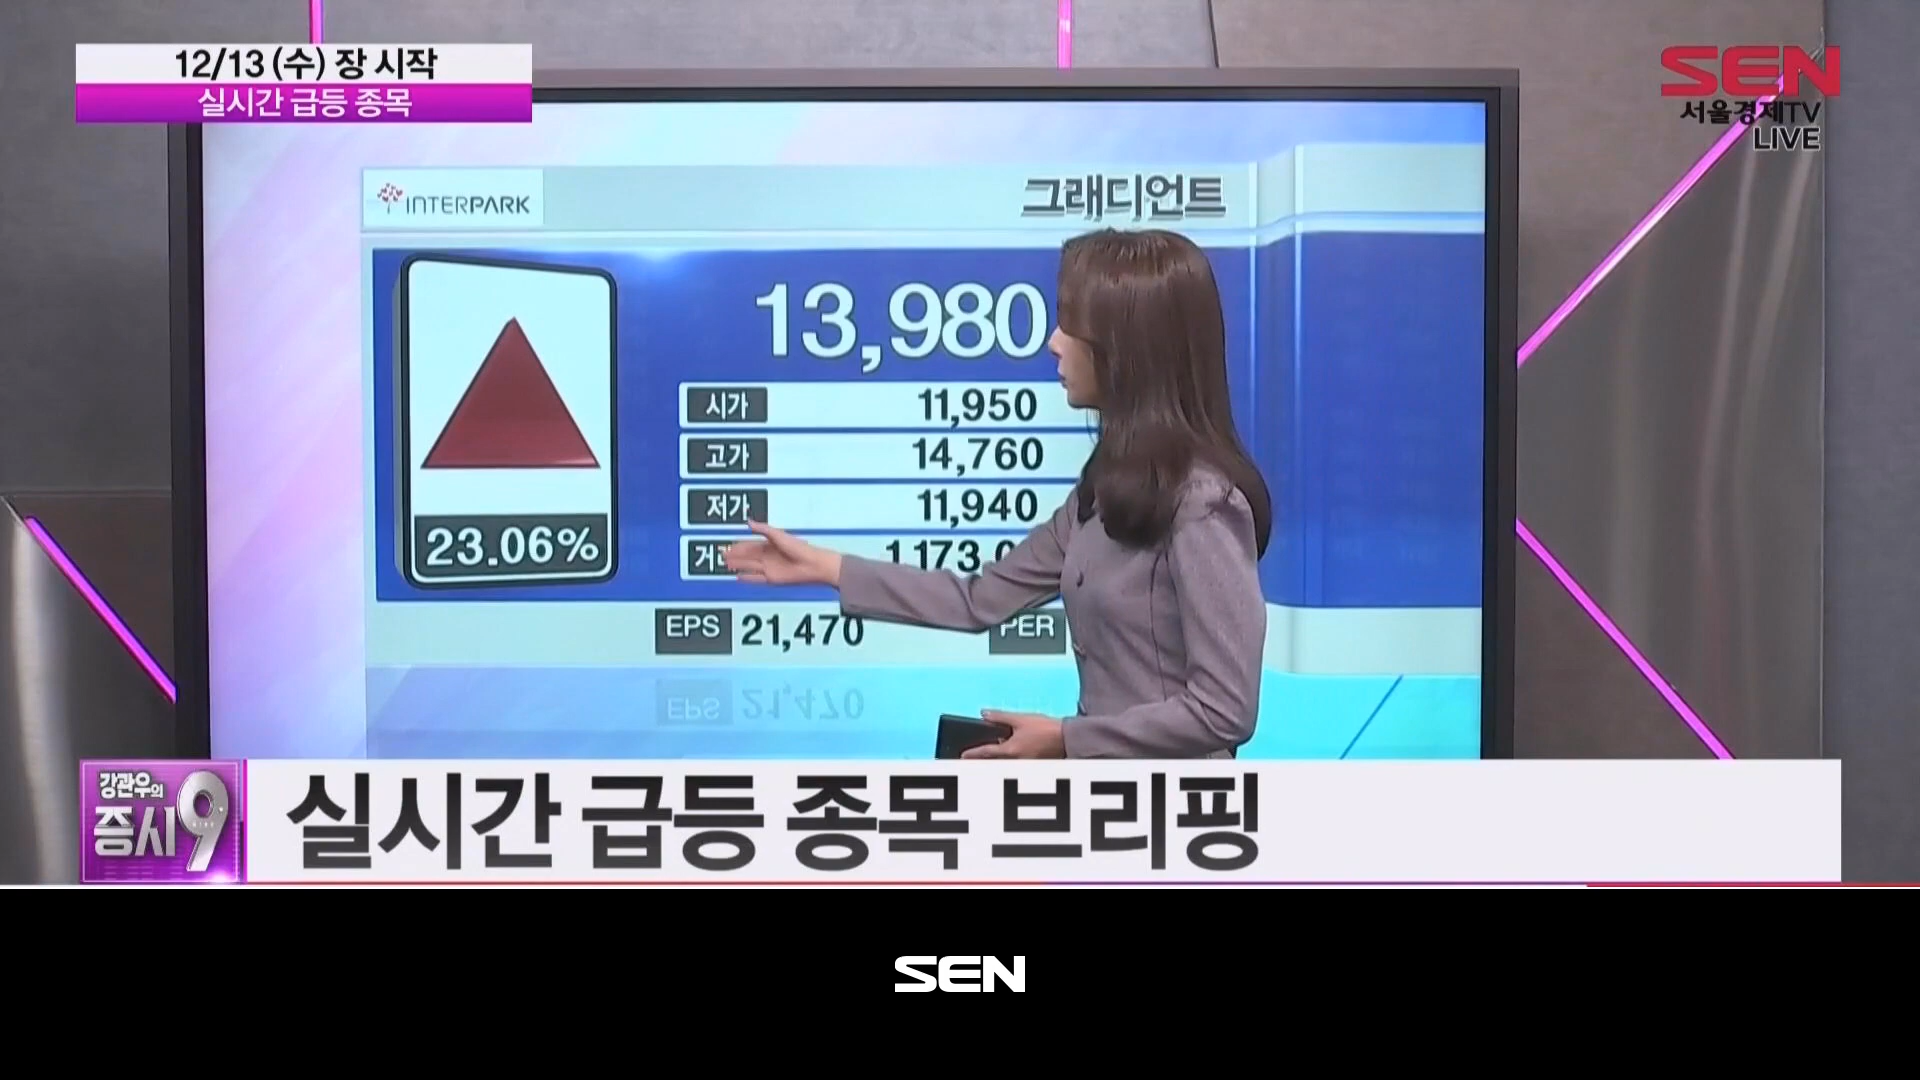 12/13 (수) 장 시작
실시간 급등 종목
SEN
서울경제TV
LIVE
INTERPARK
그래디언트
13,980
시가 11,950
고가 14,760
저가 11,940
23.06%
1,173,0
EPS 21,470 PER
강관우의
증시9
실시간 급등 종목 브리핑
SEN